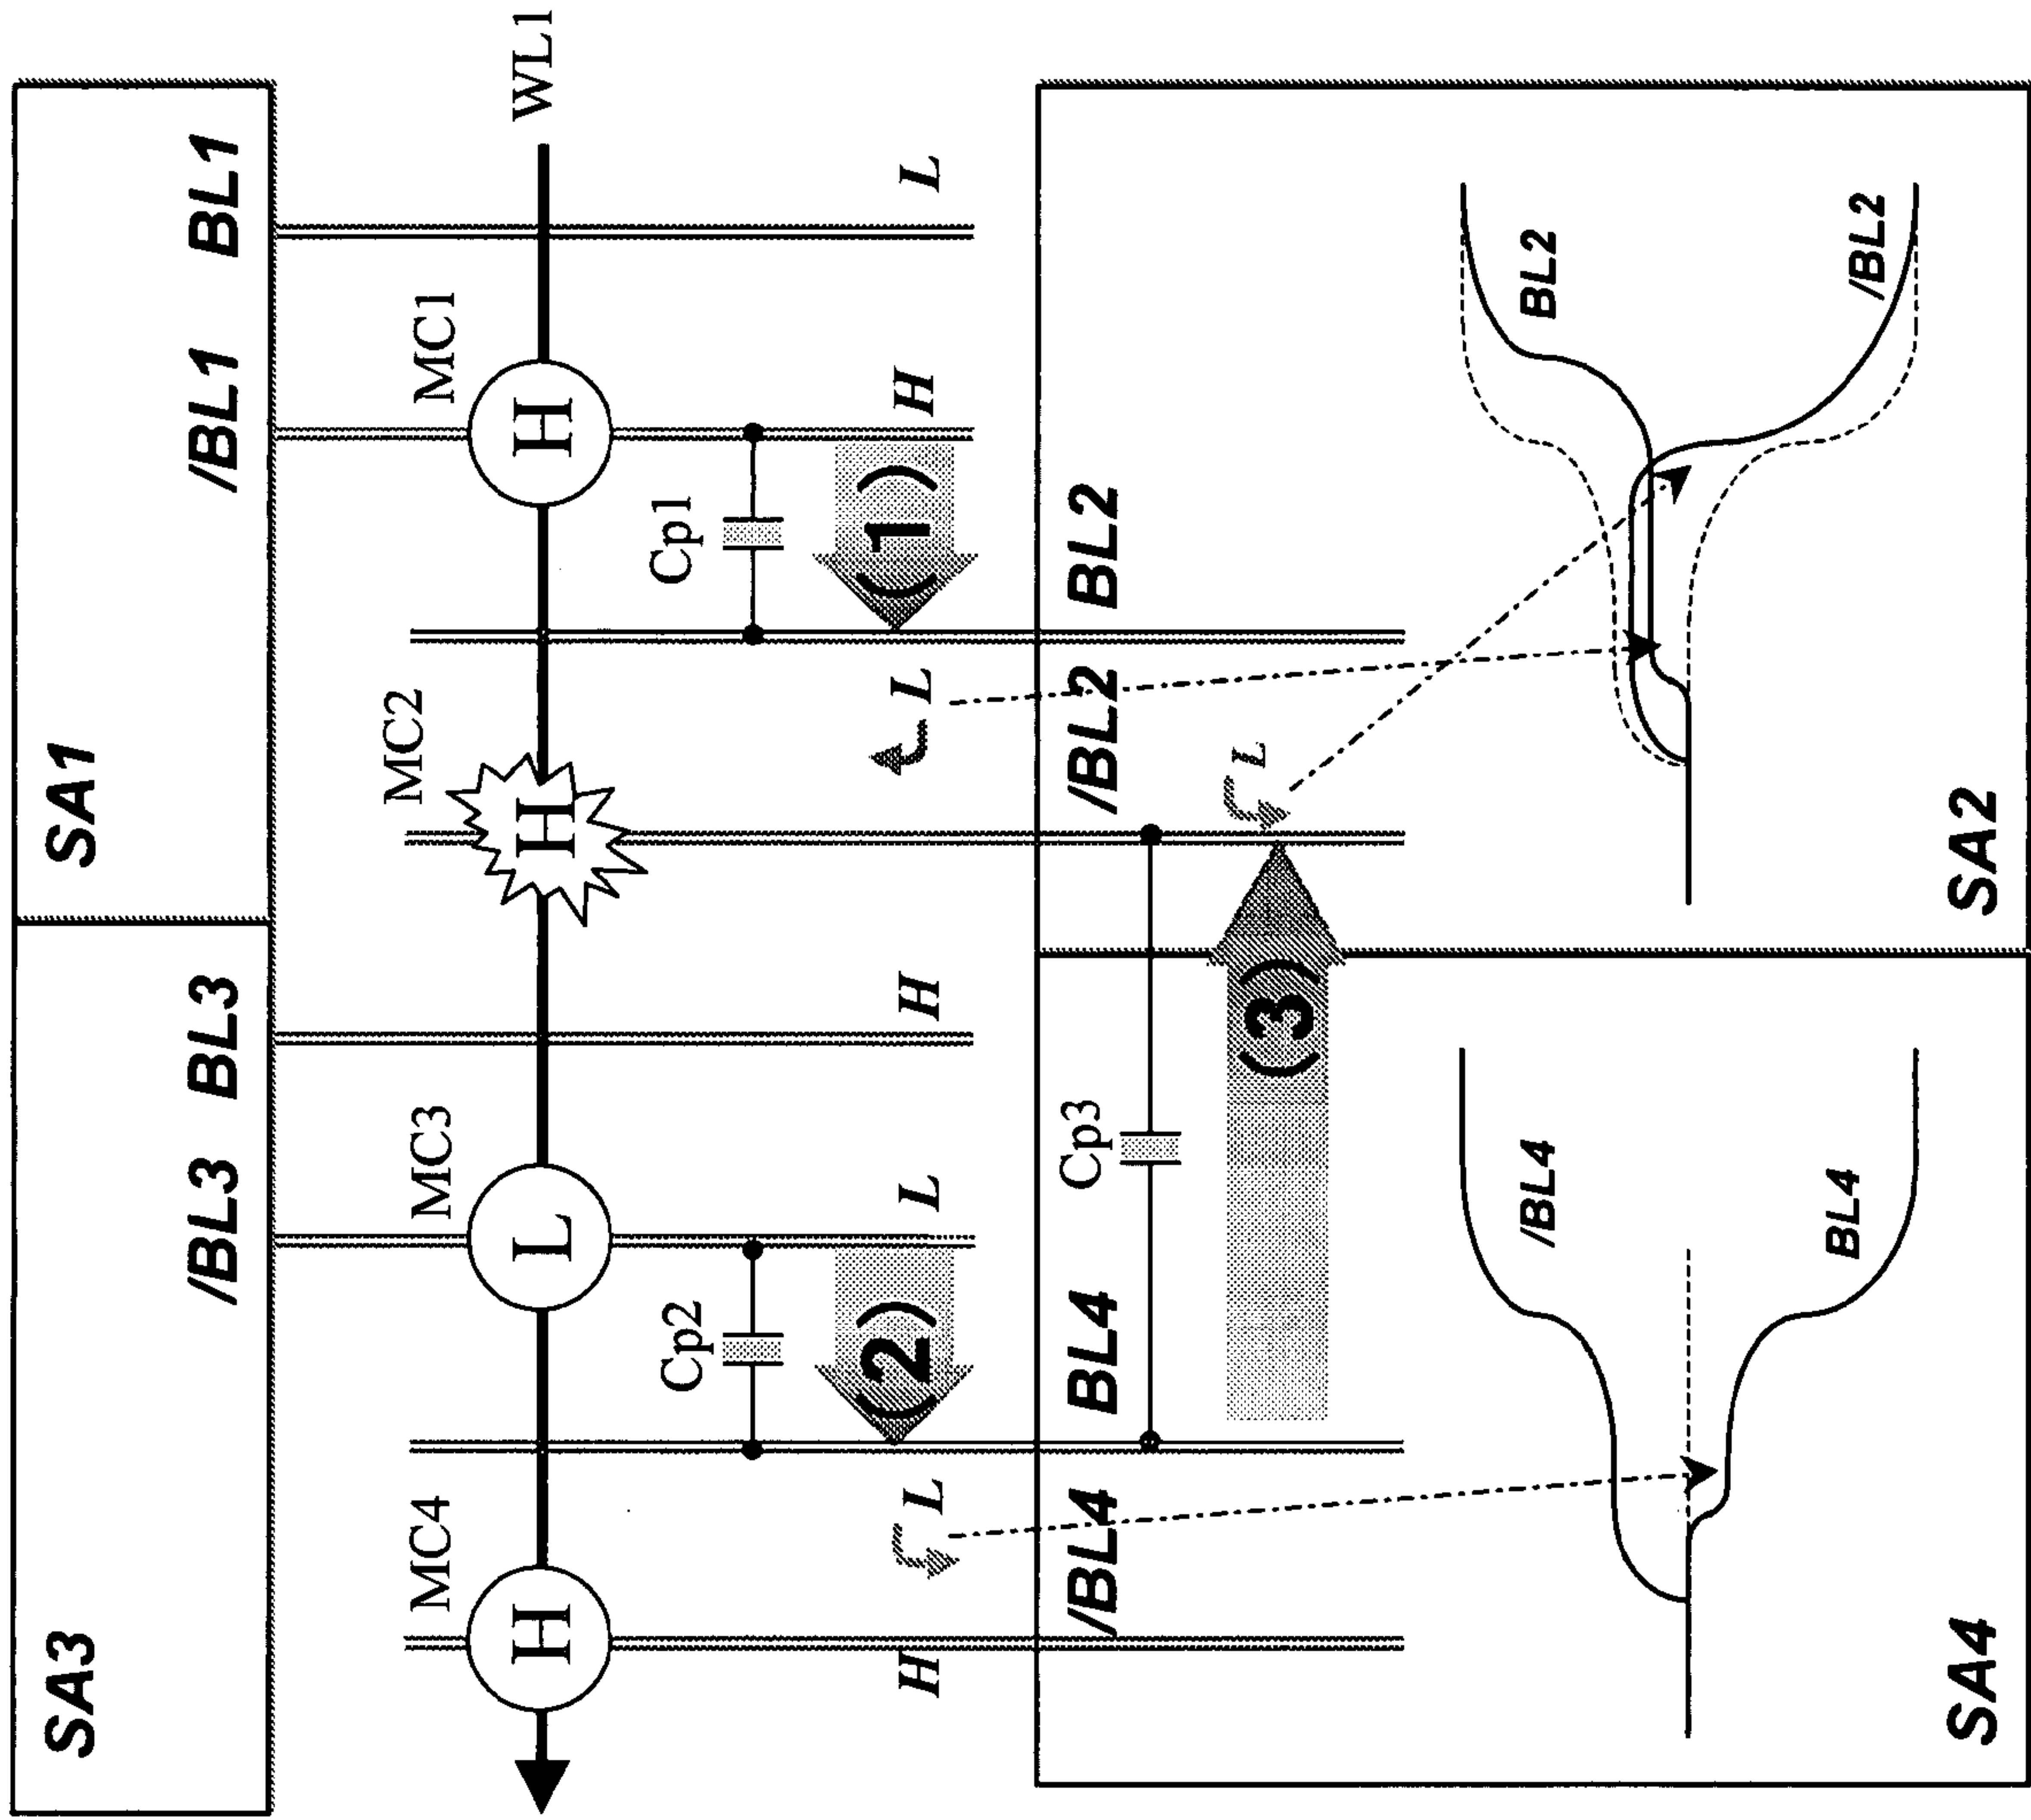 SA3
SA1
/BL3 BL3
/BL1 BL1
MC4
MC3
MC2
MC1
H
L
H
H
WL1
Cp2
Cp1
H
L
(2)
L
H
L
(1)
H
L
/BL4 BL4
/BL2 BL2
Cp3
(3)
L
/BL4
BL4
BL2
/BL2
SA4
SA2